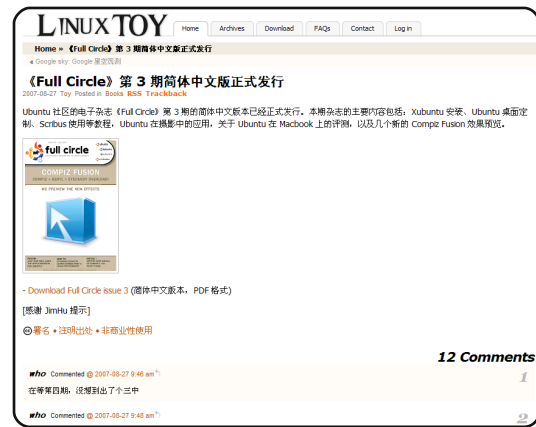 LINUX TOY
Home Archives Download FAQs Contact Log in
Home » 《Full Circle》第 3 期简体中文版正式发行
« Google sky: Google 星空观测
《Full Circle》第 3 期简体中文版正式发行
2007-08-27 Toy Posted in Books RSS Trackback
Ubuntu 社区的电子杂志《Full Circle》第 3 期的简体中文版本已经正式发行。本期杂志的主要内容包括：Xubuntu 安装、Ubuntu 桌面定
制、Scribus 使用等教程，Ubuntu 在摄影中的应用，关于 Ubuntu 在 Macbook 上的评测，以及几个新的 Compiz Fusion 效果预览。
full circle
COMPIZ FUSION
WE PREVIEW THE NEW EFFECTS
- Download Full Circle issue 3 (简体中文版本，PDF 格式)
[感谢 JimHu 提示]
cc 署名 • 注明出处 • 非商业性使用
12 Comments
who Commented @ 2007-08-27 9:46 am
1
在等第四期，没想到出了个三中
who Commented @ 2007-08-27 9:48 am
2